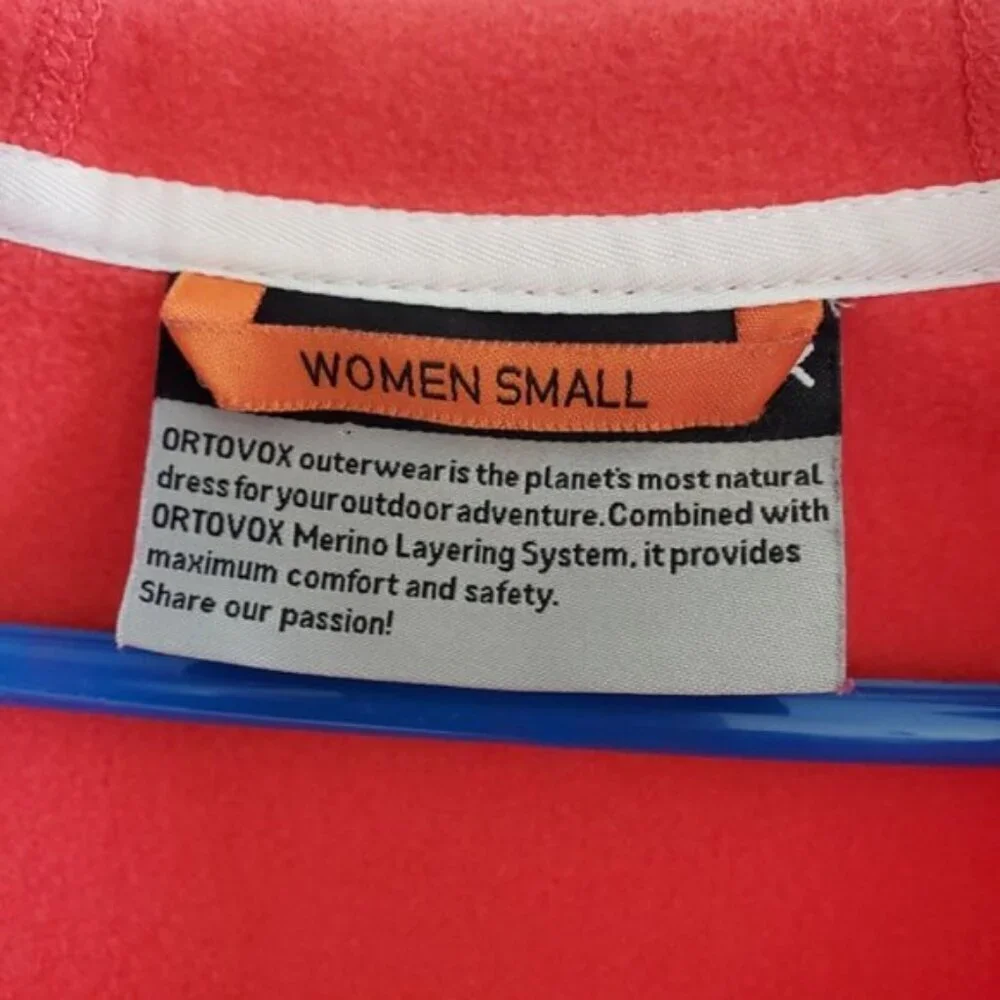 WOMEN SMALL
ORTOVOX outerwear is the planet's most natural
dress for your outdoor adventure. Combined with
ORTOVOX Merino Layering System, it provides
maximum comfort and safety.
Share our passion!